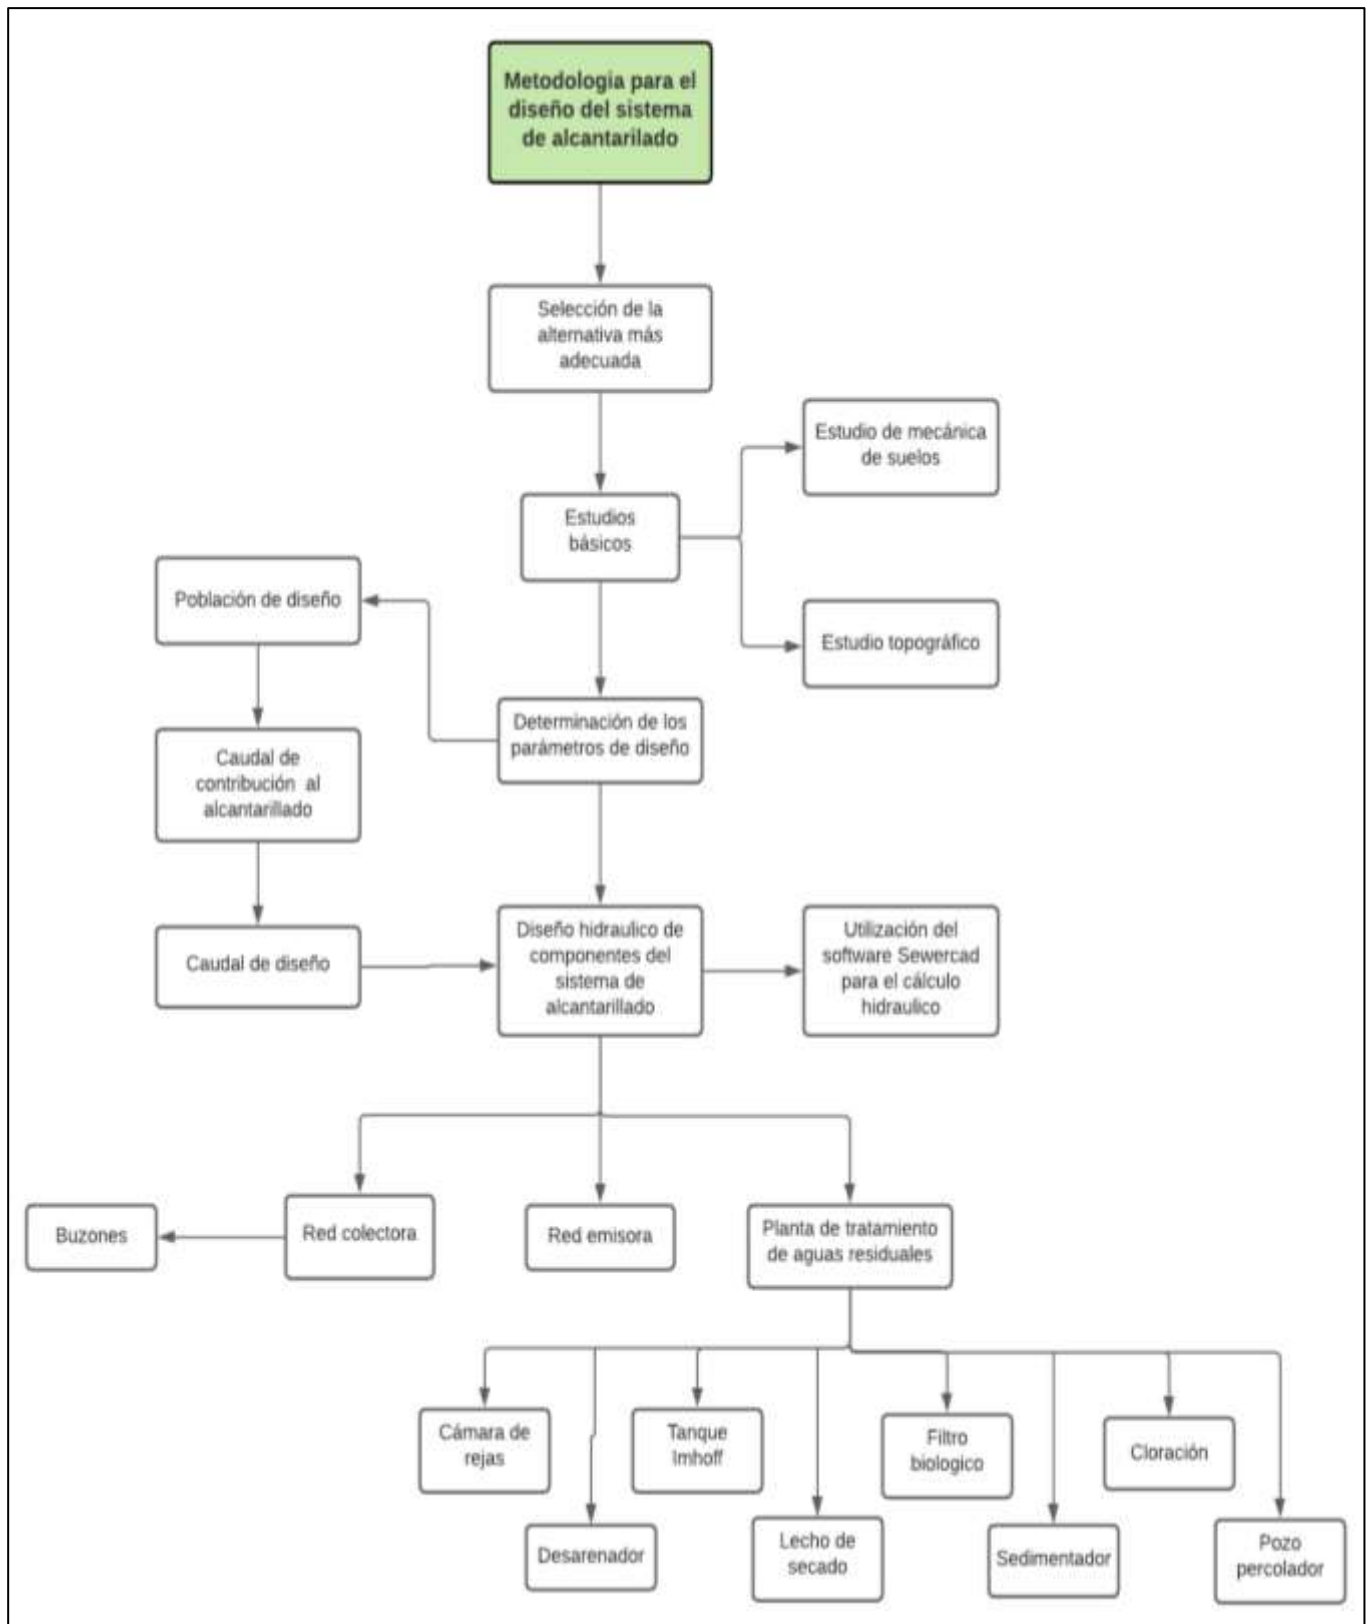 Metodologia para el
diseño del sistema
de alcantarilado
Selección de la
alternativa más
adecuada
Estudio de mecánica
de suelos
Estudios
básicos
Población de diseño
Estudio topográfico
Determinación de los
parámetros de diseño
Caudal de
contribución al
alcantarillado
Caudal de diseño
Diseño hidraulico de
componentes del
sistema de
alcantarillado
Utilización del
software Sewercad
para el cálculo
hidraulico
Buzones
Red colectora
Red emisora
Planta de tratamiento
de aguas residuales
Cámara de
rejas
Tanque
Imhoff
Filtro
biologico
Cloración
Desarenador
Lecho de
secado
Sedimentador
Pozo
percolador